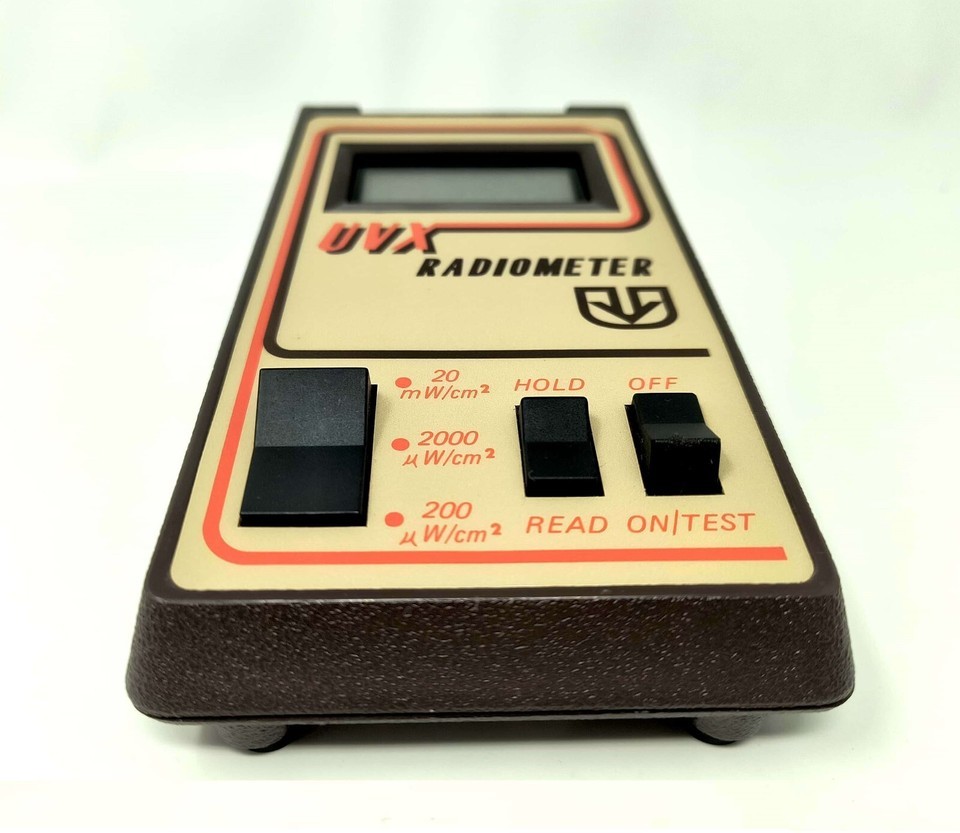 UVX
RADIOMETER
20
mW/cm²
HOLD
OFF
2000
μW/cm²
200
μW/cm²
READ
ON/TEST